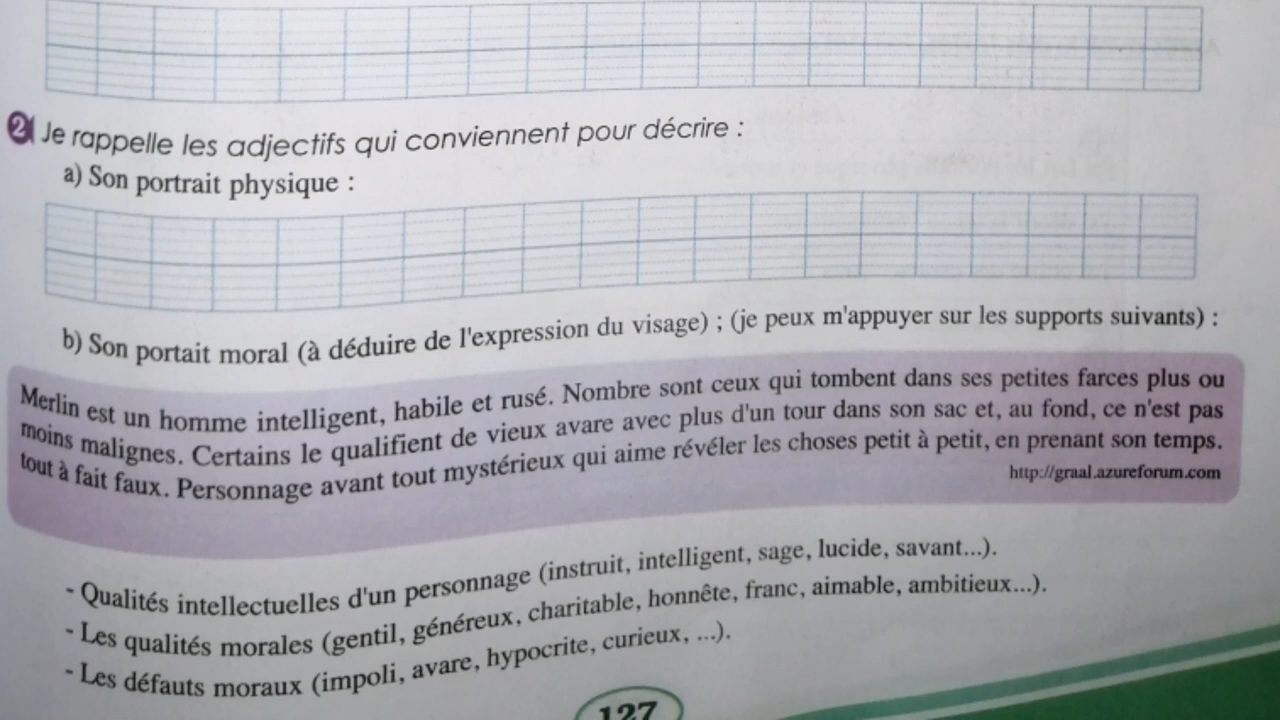 2 Je rappelle les adjectifs qui conviennent pour décrire :
a) Son portrait physique :
b) Son portait moral (à déduire de l'expression du visage) ; (je peux m'appuyer sur les supports suivants) :
Merlin est un homme intelligent, habile et rusé. Nombre sont ceux qui tombent dans ses petites farces plus ou
moins malignes. Certains le qualifient de vieux avare avec plus d'un tour dans son sac et, au fond, ce n'est pas
tout à fait faux. Personnage avant tout mystérieux qui aime révéler les choses petit à petit, en prenant son temps.
http://graal.azureforum.com
- Qualités intellectuelles d'un personnage (instruit, intelligent, sage, lucide, savant...).
- Les qualités morales (gentil, généreux, charitable, honnête, franc, aimable, ambitieux...).
- Les défauts moraux (impoli, avare, hypocrite, curieux, ...).
127